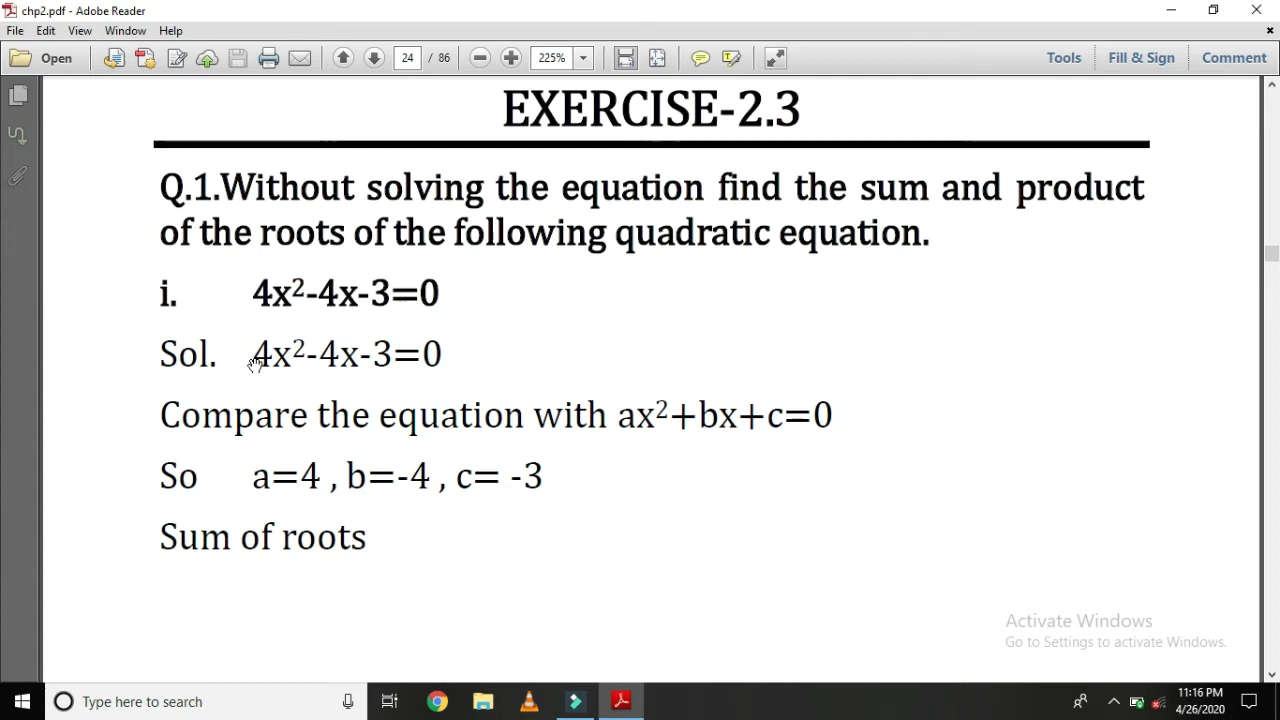 chp2.pdf - Adobe Reader
File Edit View Window Help
Open 24 / 86 225% Tools Fill & Sign Comment
EXERCISE-2.3
Q.1.Without solving the equation find the sum and product
of the roots of the following quadratic equation.
i. 4x²-4x-3=0
Sol. 4x²-4x-3=0
Compare the equation with ax²+bx+c=0
So a=4 , b=-4 , c= -3
Sum of roots
Activate Windows
Go to Settings to activate Windows.
Type here to search
11:16 PM
4/26/2020